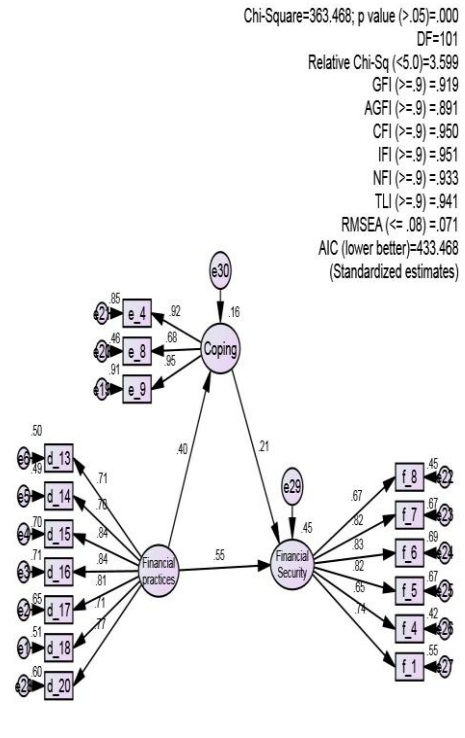 Chi-Square=363.468; p value (>.05)=.000
DF=101
Relative Chi-Sq (<5.0)=3.599
GFI (>=.9) =.919
AGFI (>=.9) =.891
CFI (>=.9) =.950
IFI (>=.9) =.951
NFI (>=.9) =.933
TLI (>=.9) =.941
RMSEA (<= .08) =.071
AIC (lower better)=433.468
(Standardized estimates)
e30
.16
Coping
.85
e_4
.92
.46
e_8
.68
.91
e_9
.95
.40
.21
e29
.45
Financial
Security
.55
Financial
practices
.50
d_13
.71
.49
d_14
.70
d_15
.84
.71
d_16
.84
.65
d_17
.81
.51
d_18
.71
.60
d_20
.77
.67
f_8
.45
.82
f_7
.67
.83
f_6
.69
.82
f_5
.67
.65
f_4
.42
.74
f_1
.55